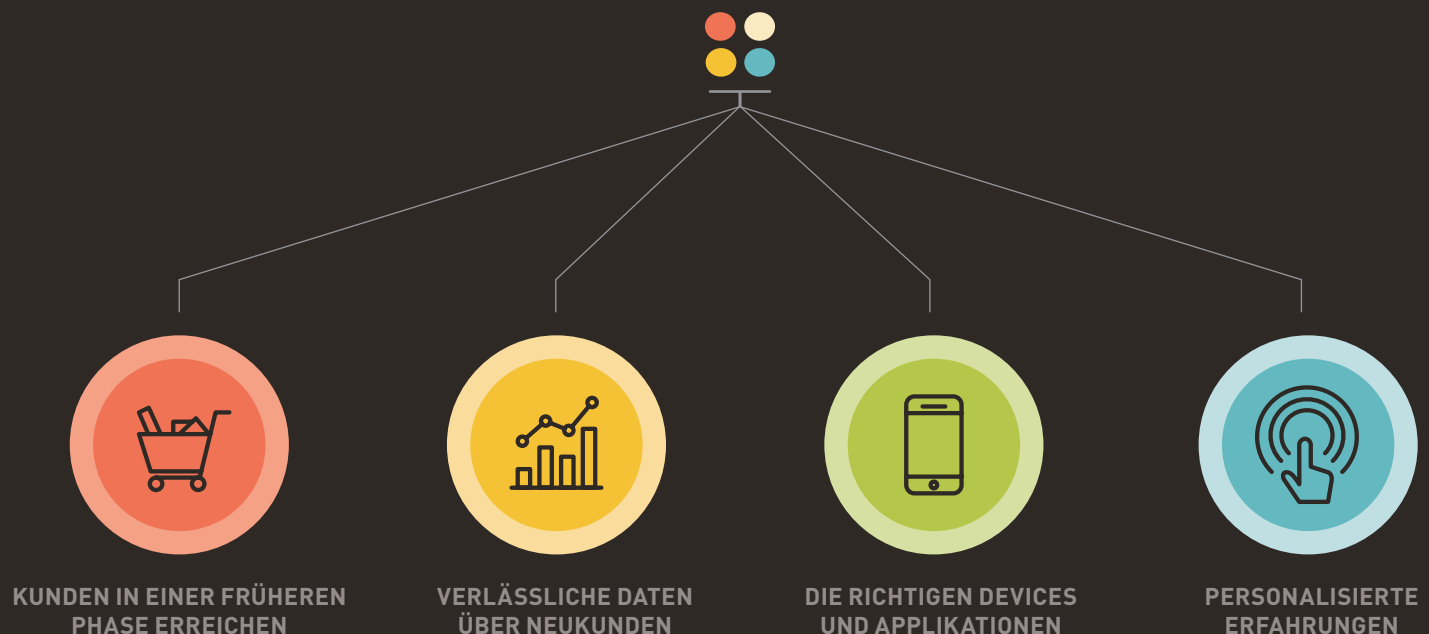 KUNDEN IN EINER FRÜHEREN
PHASE ERREICHEN
VERLÄSSLICHE DATEN
ÜBER NEUKUNDEN
DIE RICHTIGEN DEVICES
UND APPLIKATIONEN
PERSONALISIERTE
ERFAHRUNGEN